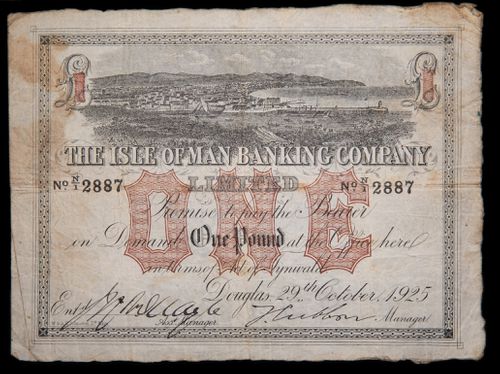 £1 £1
THE ISLE OF MAN BANKING COMPANY
LIMITED
No N/1 2887 No N/1 2887
ONE
Promise to pay the Bearer
on Demand One Pound at the Office here
in terms of Act of Tynwald
Douglas, 29th October, 1925
Entd
Asst. Manager Manager